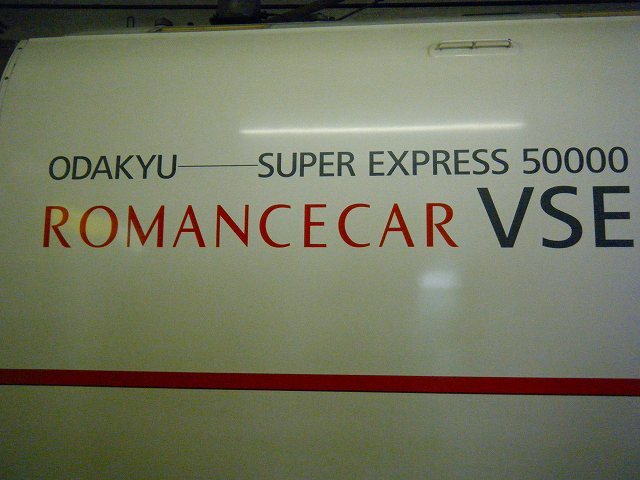 ODAKYU——SUPER EXPRESS 50000
ROMANCECAR VSE